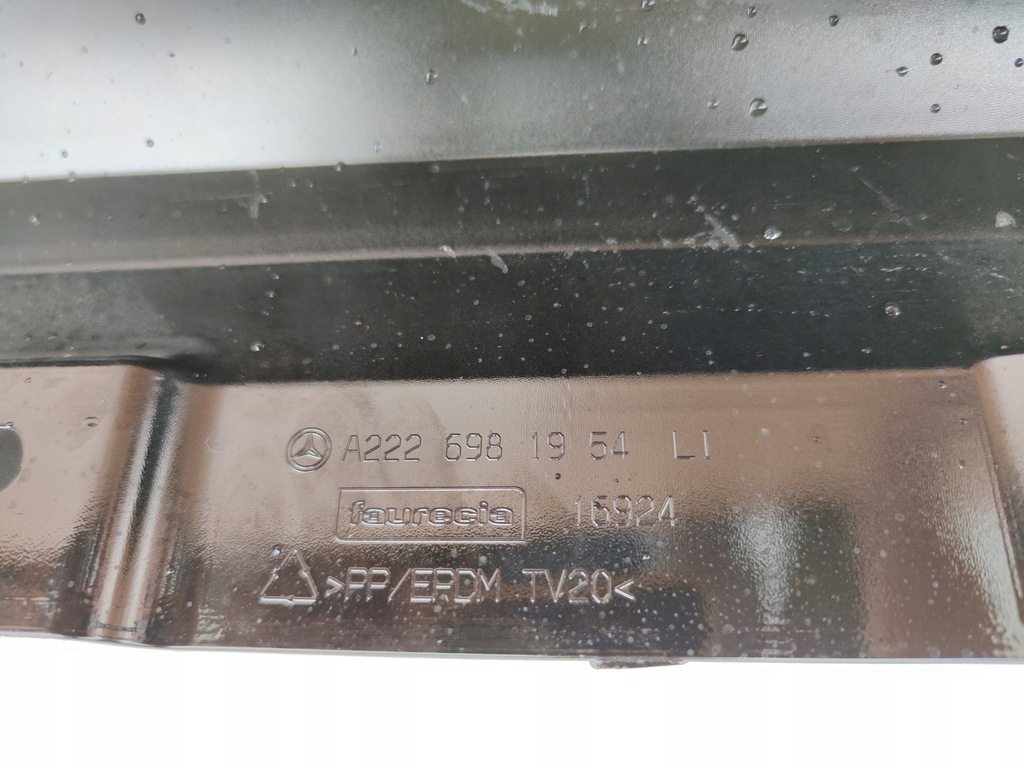 A222 698 19 54 LI
faurecia 16924
>PP/EPDM TV20<